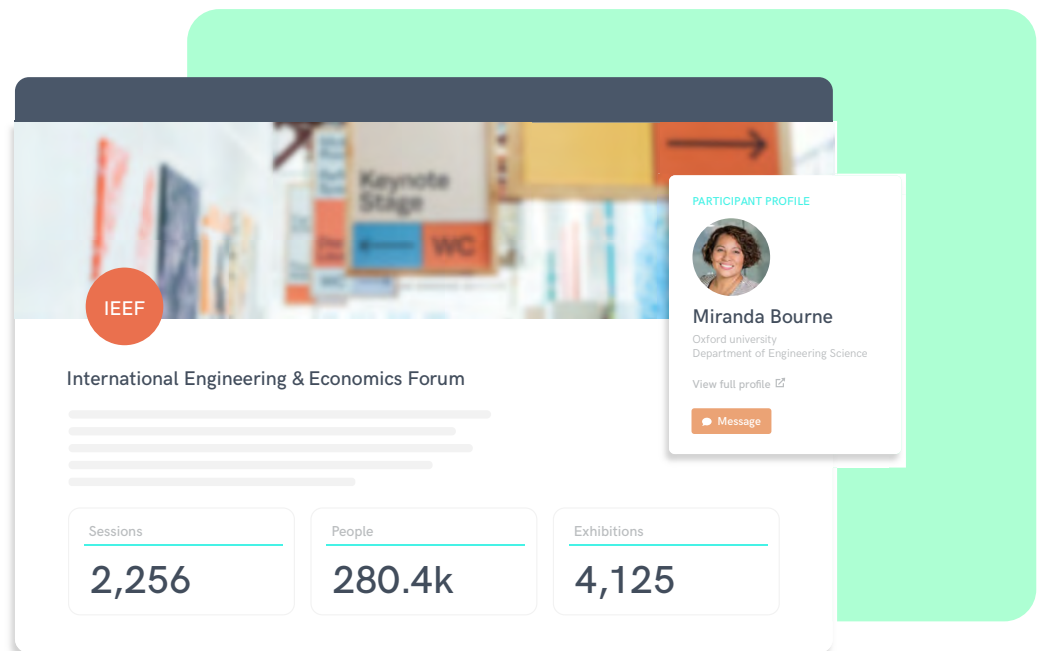 Keynote
Stage
WC
WC
IEEF
International Engineering & Economics Forum
PARTICIPANT PROFILE
Miranda Bourne
Oxford university
Department of Engineering Science
View full profile
Message
Sessions
2,256
People
280.4k
Exhibitions
4,125